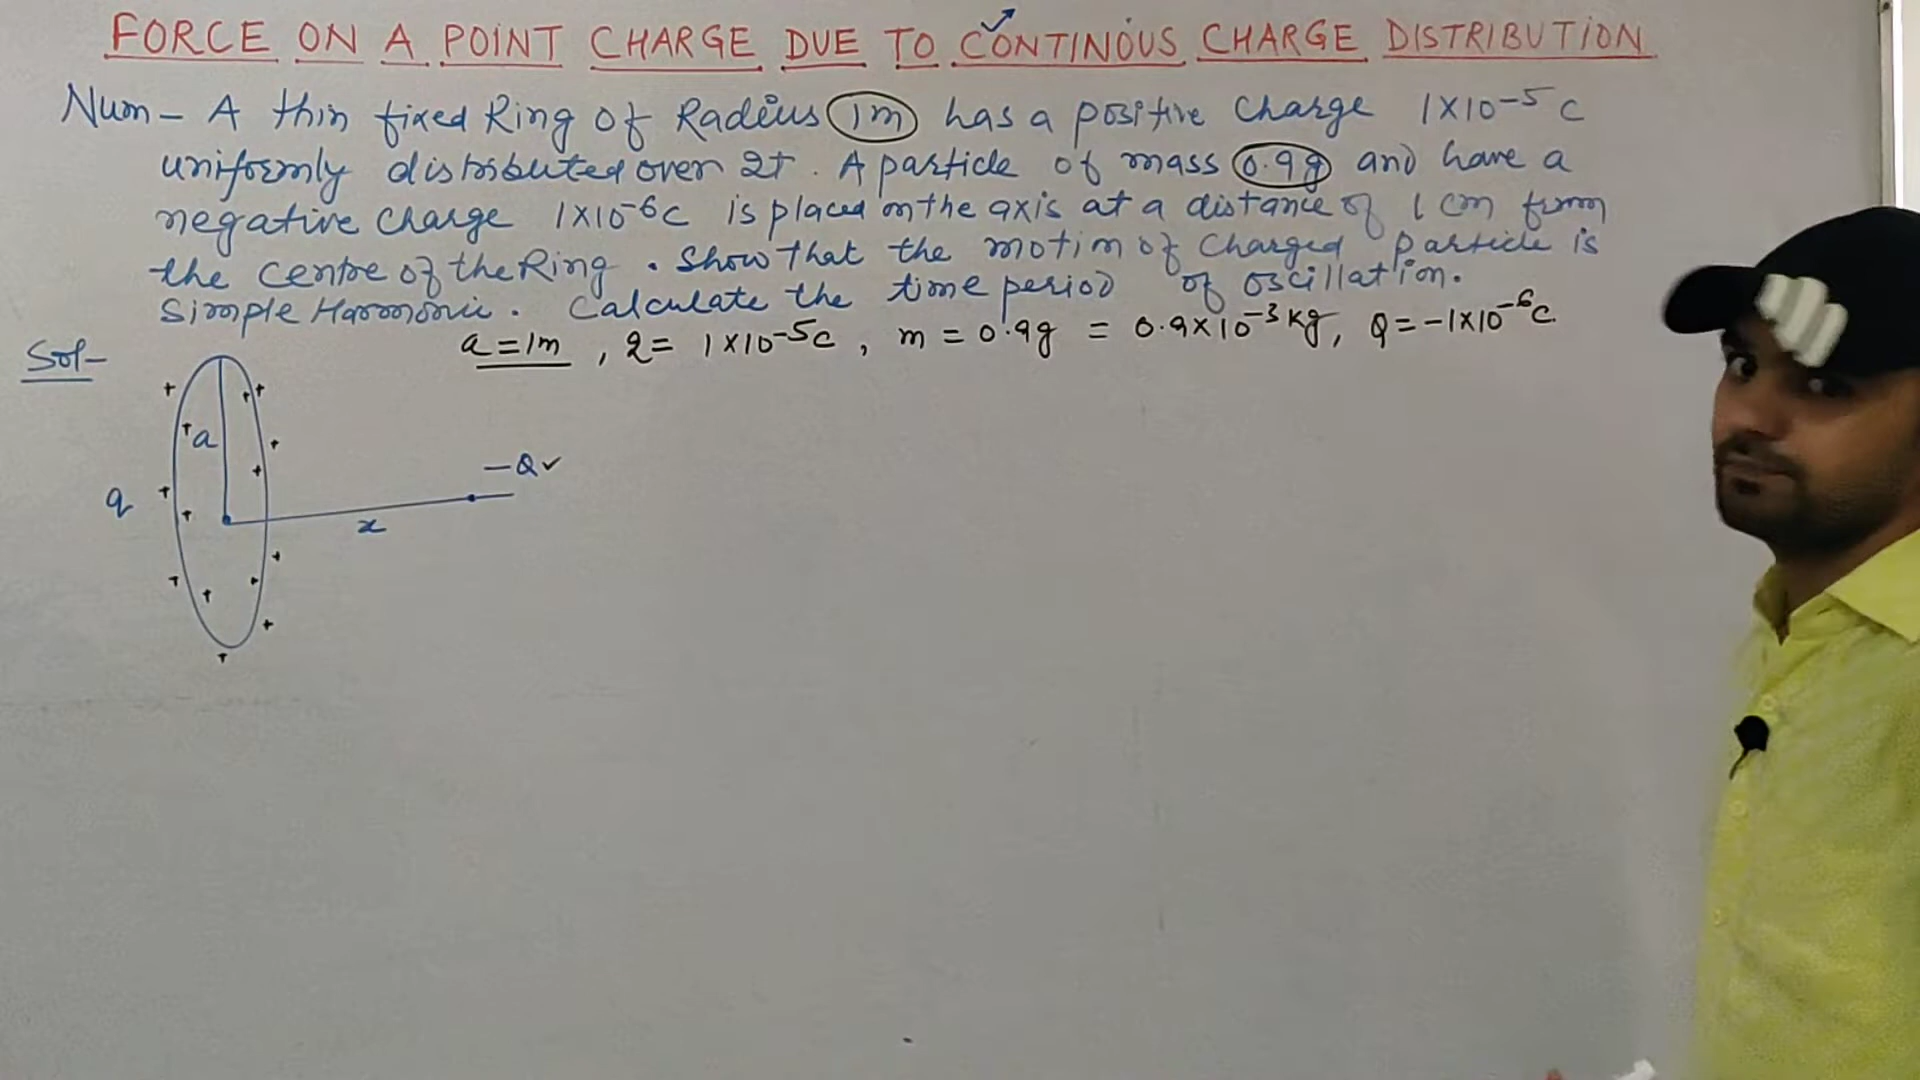 FORCE ON A POINT CHARGE DUE TO CONTINOUS CHARGE DISTRIBUTION
Num - A thin fixed Ring of Radius 1m has a positive charge 1×10⁻⁵ C
uniformly distributed over it. A particle of mass 0.9g and have a
negative charge 1×10⁻⁶C is placed on the axis at a distance of 1 cm from
the centre of the Ring. Show that the motion of Charged Particle is
Simple Harmonic. Calculate the time period of oscillation.
Sol-
a = 1m, q = 1×10⁻⁵C, m = 0.9g = 0.9×10⁻³ kg, Q = -1×10⁻⁶C.
a
-Q
q
x